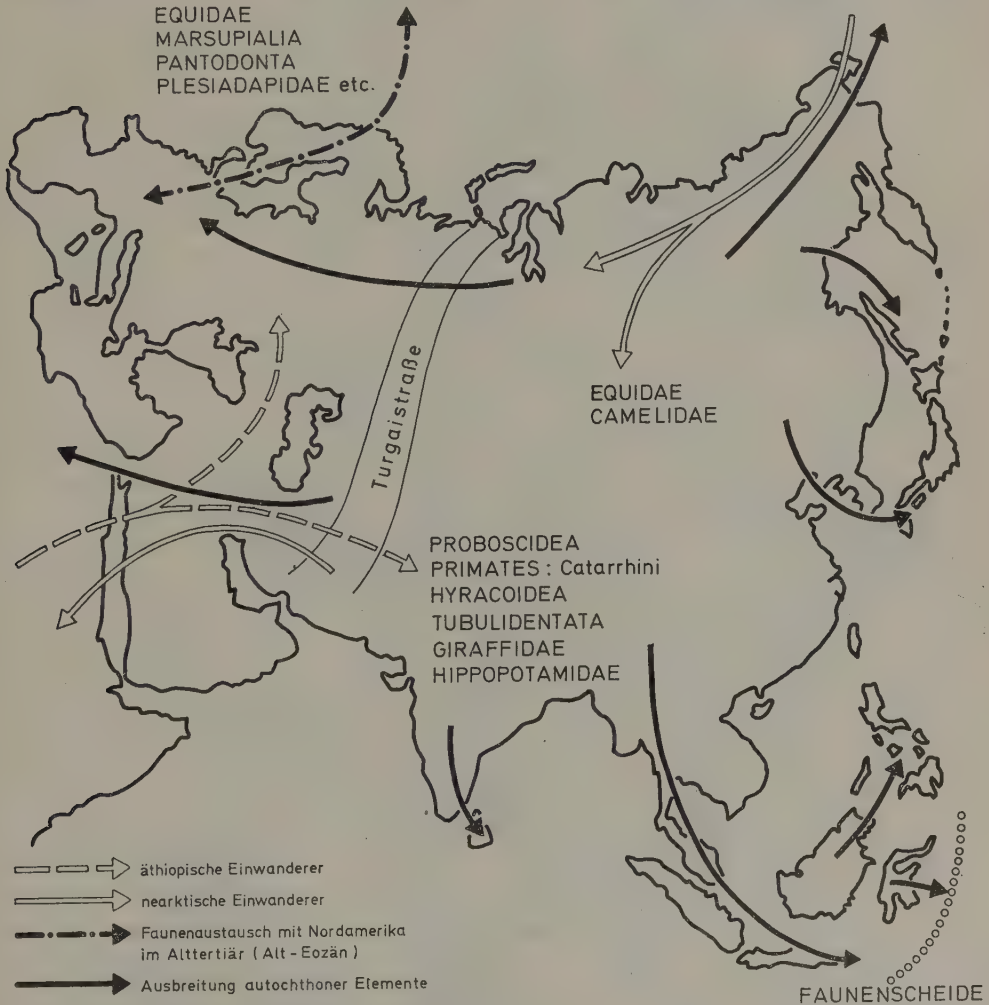 EQUIDAE
MARSUPIALIA
PANTODONTA
PLESIADAPIDAE etc.
Turgaistraße
EQUIDAE
CAMELIDAE
PROBOSCIDEA
PRIMATES : Catarrhini
HYRACOIDEA
TUBULIDENTATA
GIRAFFIDAE
HIPPOPOTAMIDAE
äthiopische Einwanderer
nearktische Einwanderer
Faunenaustausch mit Nordamerika
im Alttertiär ( Alt - Eozän )
Ausbreitung autochthoner Elemente
FAUNENSCHEIDE